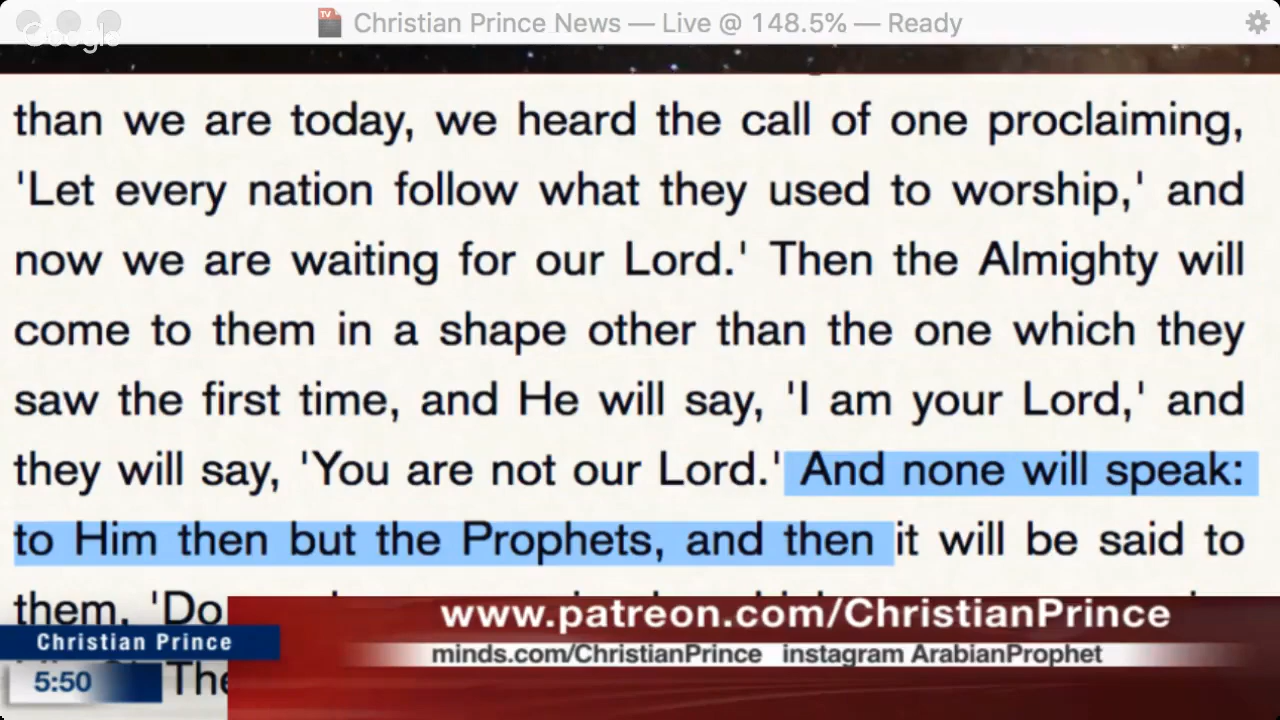 Christian Prince News — Live @ 148.5% — Ready
Google
than we are today, we heard the call of one proclaiming,
'Let every nation follow what they used to worship,' and
now we are waiting for our Lord.' Then the Almighty will
come to them in a shape other than the one which they
saw the first time, and He will say, 'I am your Lord,' and
they will say, 'You are not our Lord.' And none will speak:
to Him then but the Prophets, and then it will be said to
them, 'Do
www.patreon.com/ChristianPrince
Christian Prince
minds.com/ChristianPrince instagram ArabianProphet
5:50
The